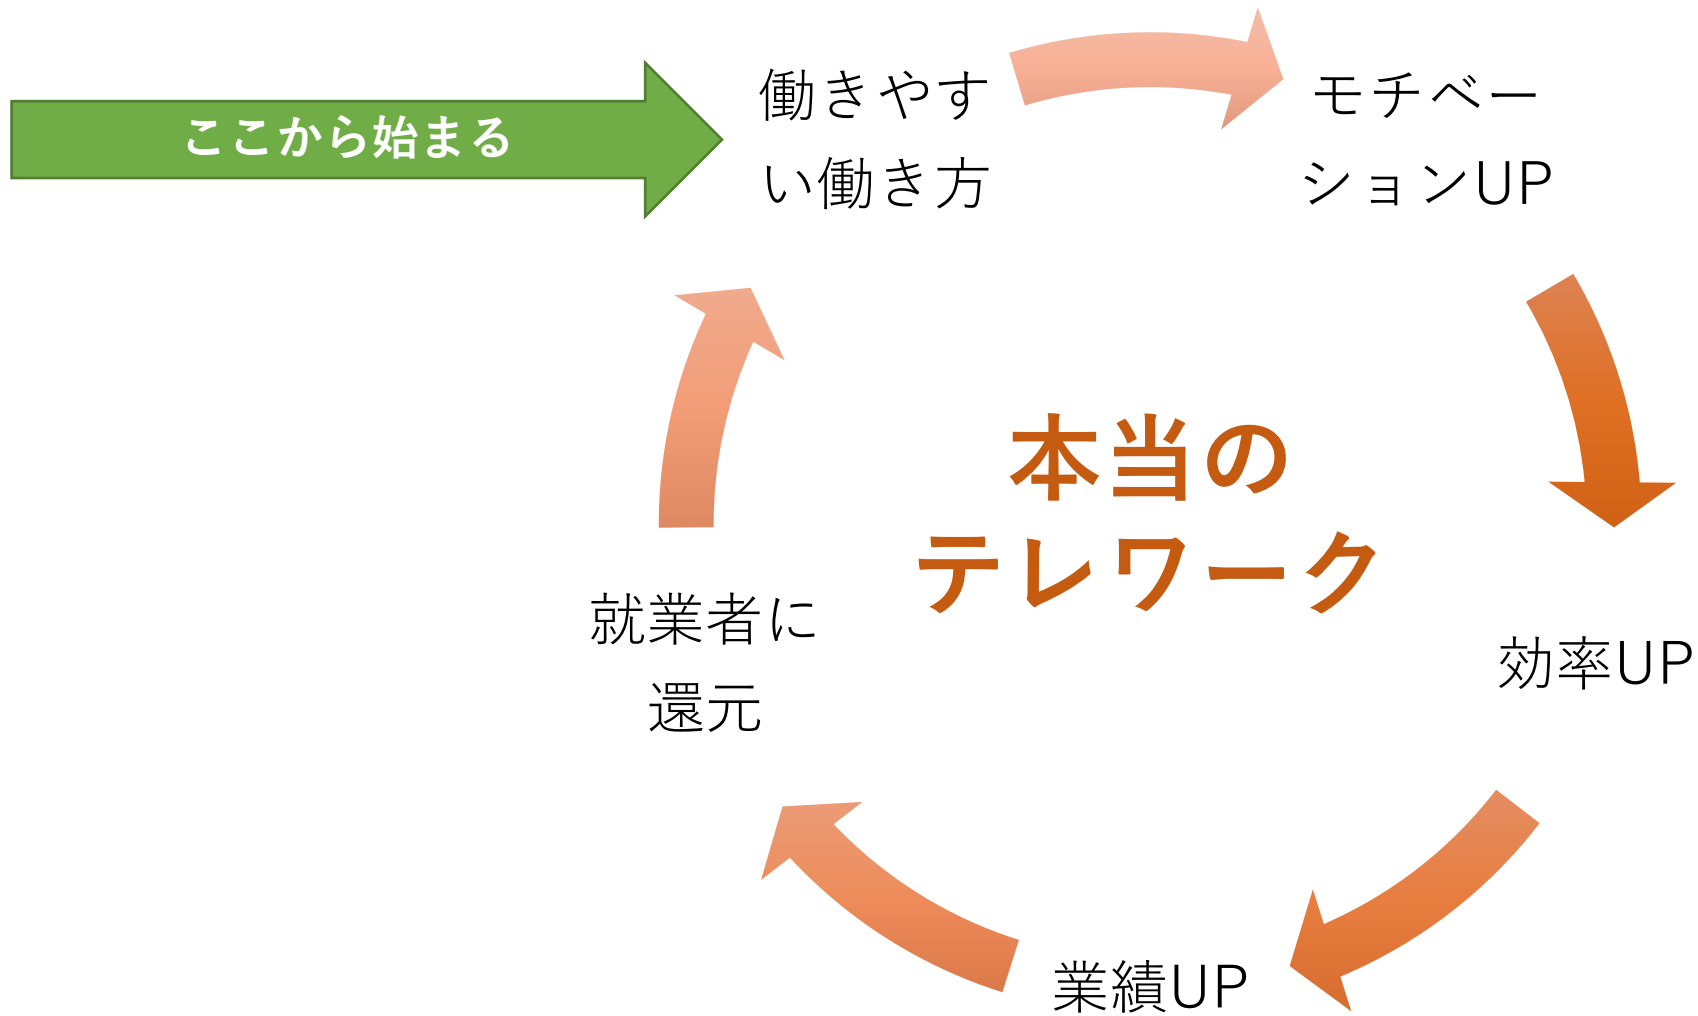 ここから始まる
働きやす
い働き方
モチベー
ションUP
本当の
テレワーク
効率UP
業績UP
就業者に
還元